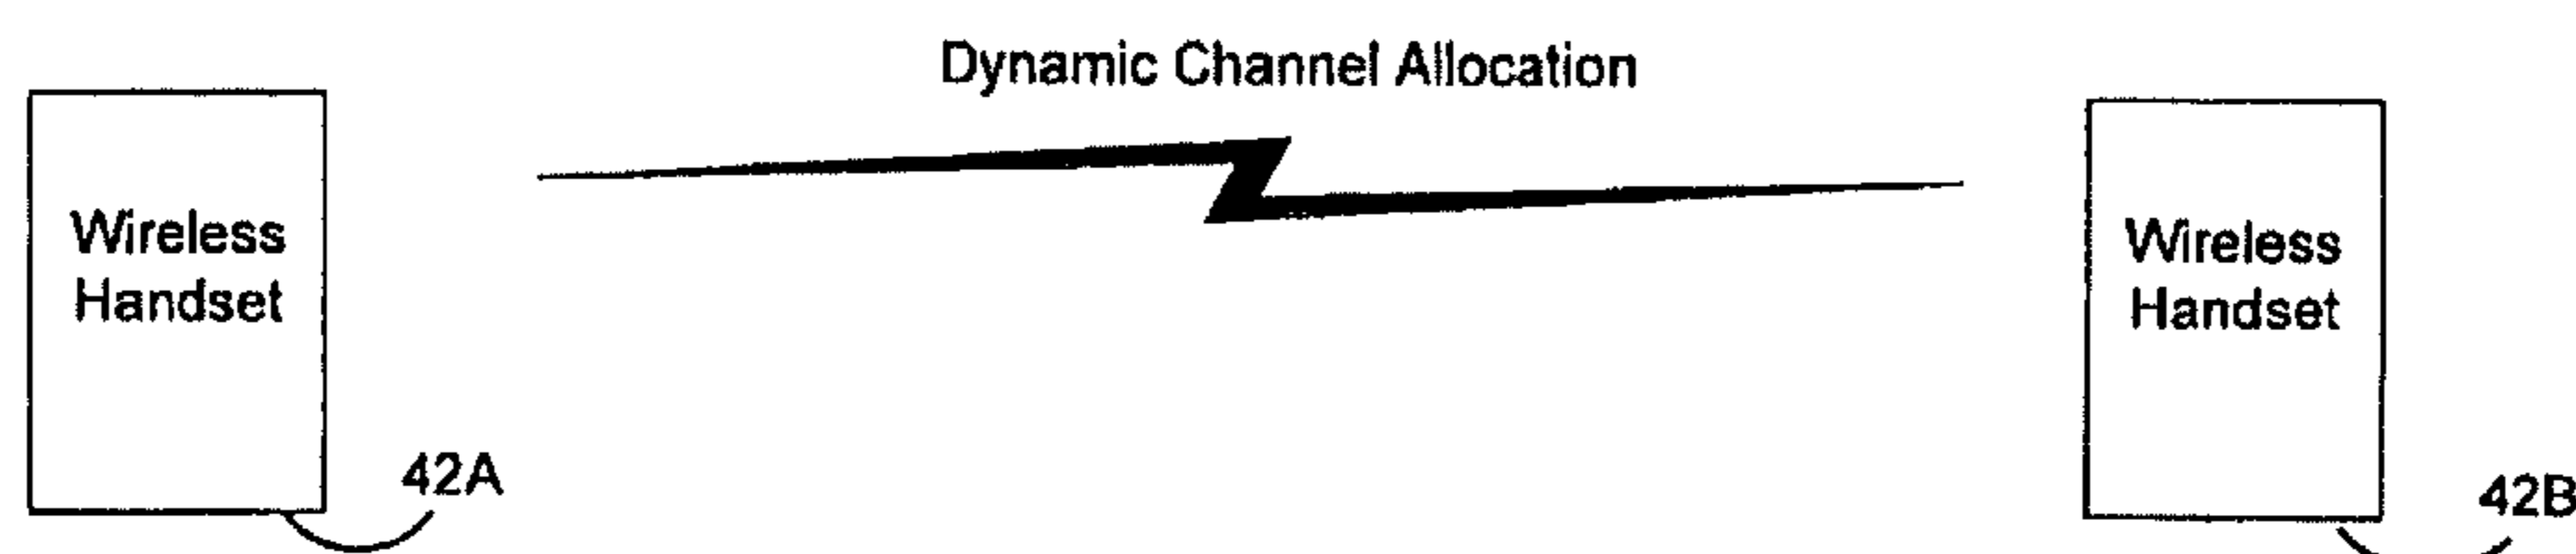 Dynamic Channel Allocation
Wireless
Handset
42A
Wireless
Handset
42B